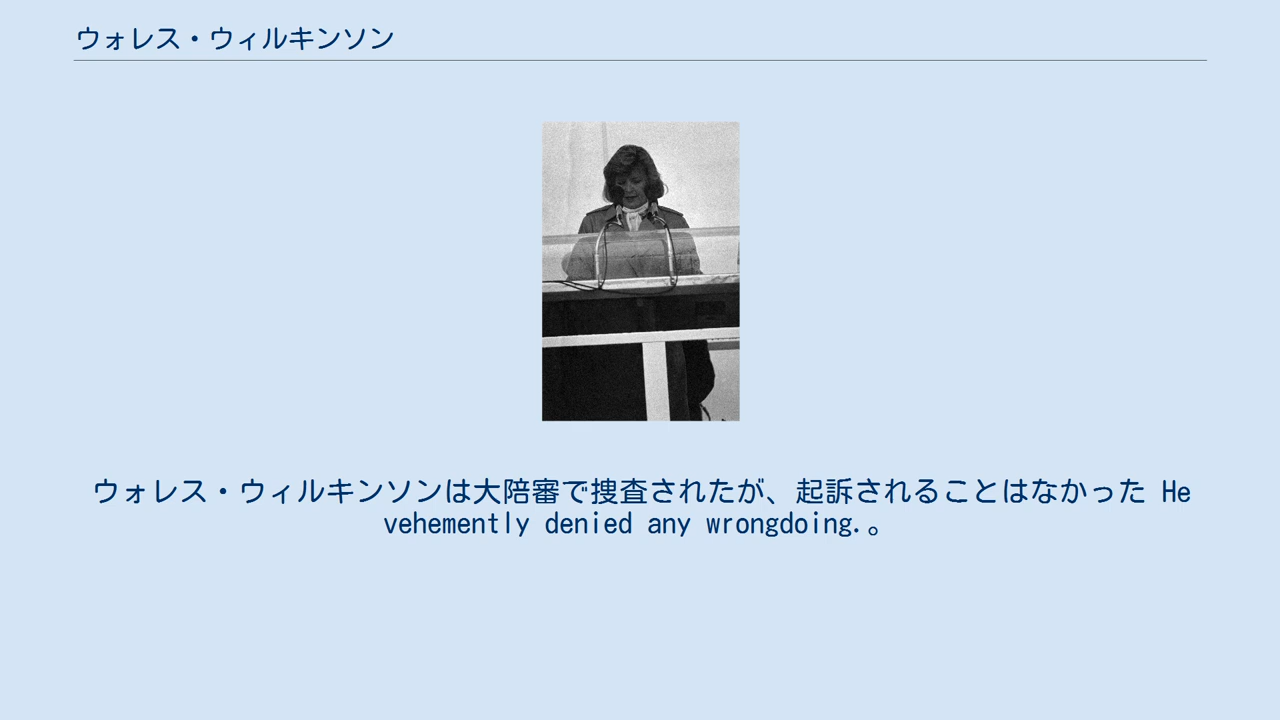 ウォレス・ウィルキンソン
ウォレス・ウィルキンソンは大陪審で捜査されたが、起訴されることはなかった He
vehemently denied any wrongdoing.。